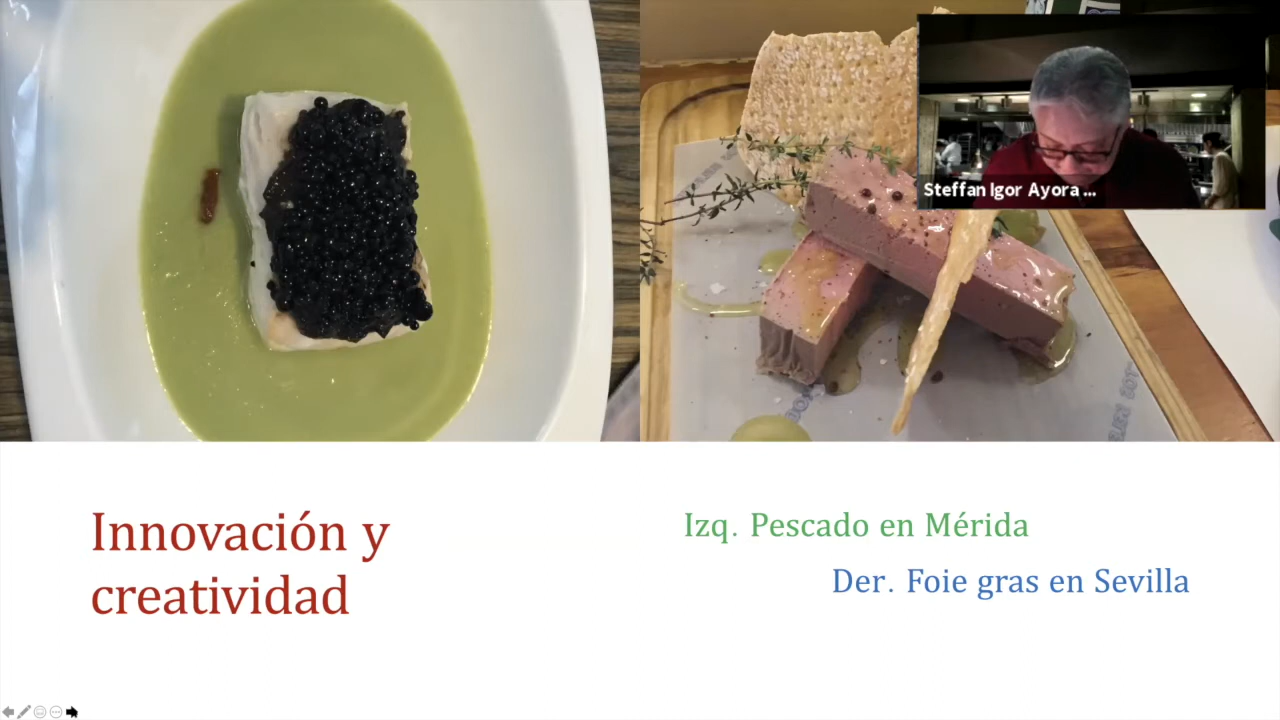 Steffan Igor Ayora ...
Innovación y
creatividad
Izq. Pescado en Mérida
Der. Foie gras en Sevilla